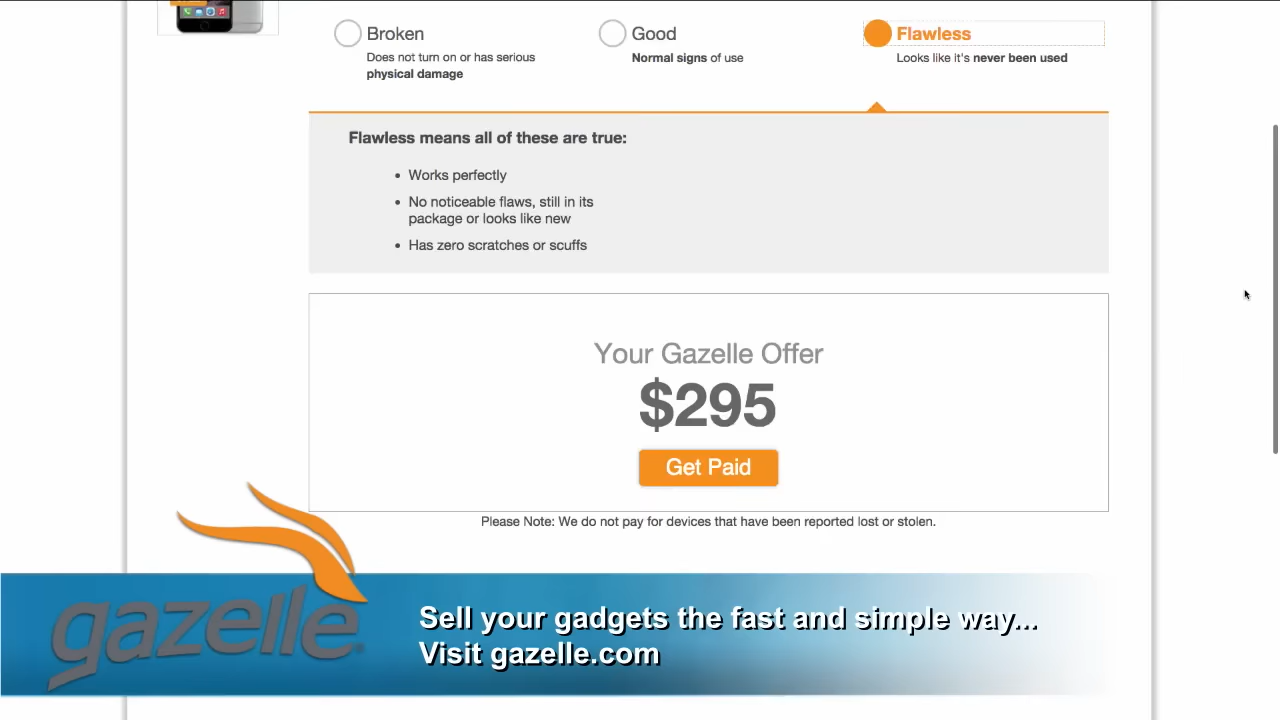 Broken
Good
Flawless
Does not turn on or has serious
physical damage
Normal signs of use
Looks like it's never been used
Flawless means all of these are true:
• Works perfectly
• No noticeable flaws, still in its
package or looks like new
• Has zero scratches or scuffs
Your Gazelle Offer
$295
Get Paid
Please Note: We do not pay for devices that have been reported lost or stolen.
gazelle
Sell your gadgets the fast and simple way...
Visit gazelle.com